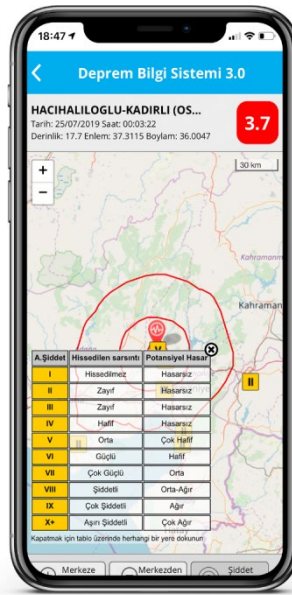 18:47
Deprem Bilgi Sistemi 3.0
HACIHALILOGLU-KADIRLI (OS...
Tarih: 25/07/2019 Saat: 00:03:22
Derinlik: 17.7 Enlem: 37.3115 Boylam: 36.0047
3.7
+
−
30 km
Kahramanm
Kahraman
V
II
A.Şiddet Hissedilen sarsıntı Potansiyel Hasar
I Hissedilmez Hasarsız
II Zayıf Hasarsız
III Zayıf Hasarsız
IV Hafif Hasarsız
V Orta Çok Hafif
VI Güçlü Hafif
VII Çok Güçlü Orta
VIII Şiddetli Orta-Ağır
IX Çok Şiddetli Ağır
X+ Aşırı Şiddetli Çok Ağır
Kapatmak için tablo üzerinde herhangi bir yere dokunun
Merkeze Merkezden Şiddet